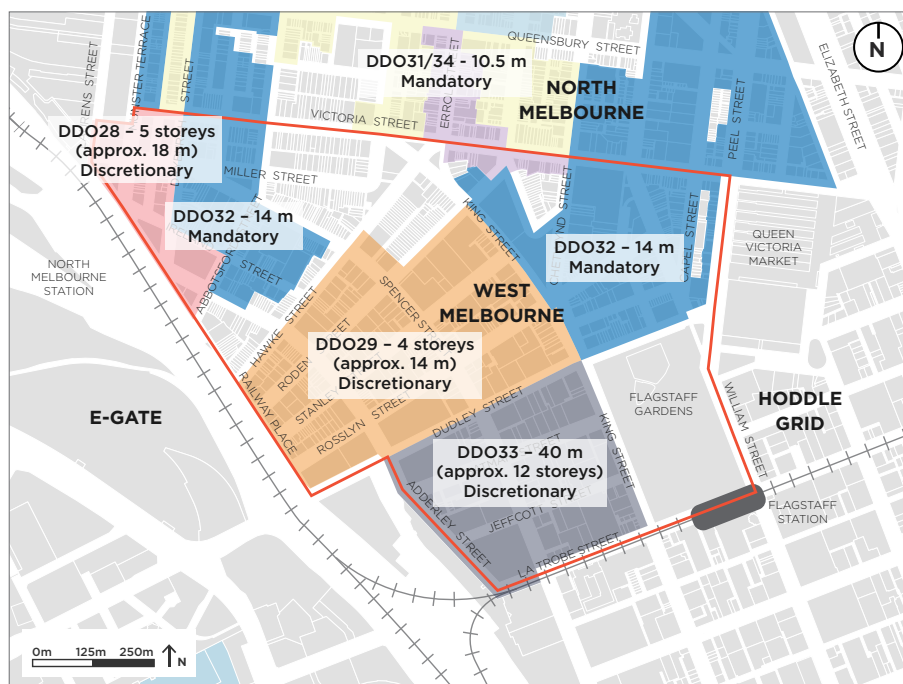 QUEENSBURY STREET
ELIZABETH STREET
N
DDO31/34 - 10.5 m
Mandatory
NORTH
MELBOURNE
PEEL STREET
VICTORIA STREET
DDO28 – 5 storeys
(approx. 18 m)
Discretionary
MILLER STREET
DDO32 – 14 m
Mandatory
KING STREET
DDO32 – 14 m
Mandatory
CAPEL STREET
QUEEN
VICTORIA
MARKET
NORTH
MELBOURNE
STATION
STREET
HAWKE STREET
WEST
MELBOURNE
DDO29 – 4 storeys
(approx. 14 m)
Discretionary
RAILWAY PLACE
ROSSLYN STREET
DUDLEY STREET
E-GATE
FLAGSTAFF
GARDENS
HODDLE
GRID
WILLIAM STREET
KING STREET
DDO33 – 40 m
(approx. 12 storeys)
Discretionary
ADDERLEY STREET
JEFFCOTT STREET
LA TROBE STREET
FLAGSTAFF
STATION
0m 125m 250m N